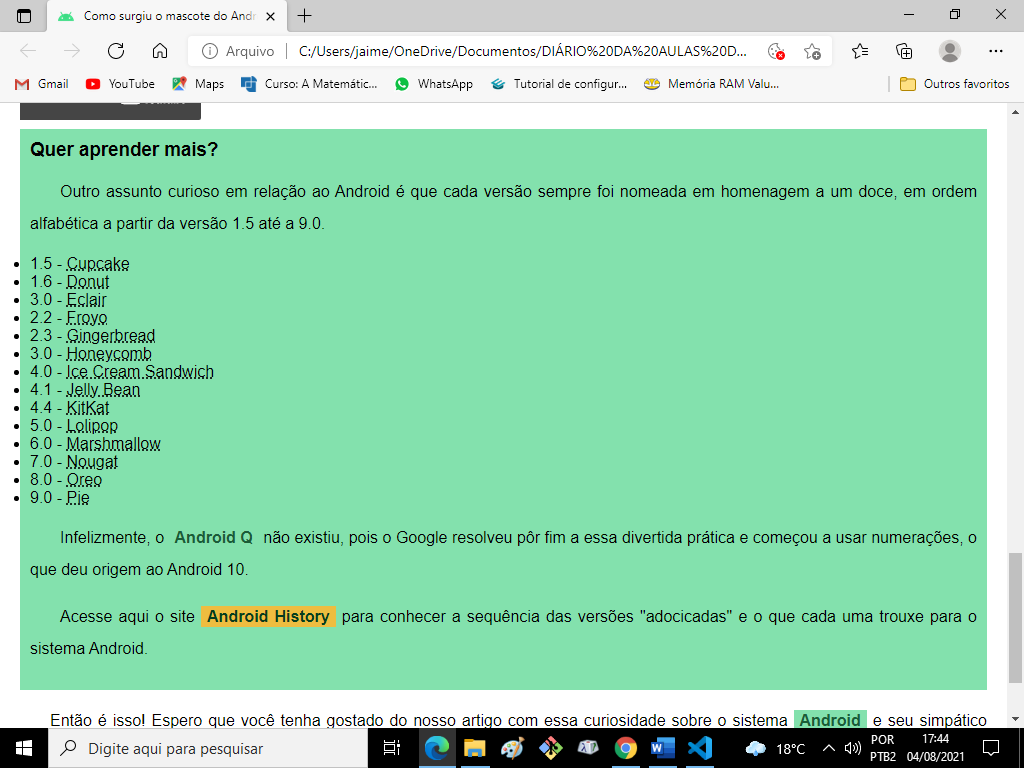 Como surgiu o mascote do Andr
Arquivo
C:/Users/jaime/OneDrive/Documentos/DIÁRIO%20DA%20AULAS%20D...
Gmail
YouTube
Maps
Curso: A Matemátic...
WhatsApp
Tutorial de configur...
Memória RAM Valu...
Outros favoritos
Quer aprender mais?
Outro assunto curioso em relação ao Android é que cada versão sempre foi nomeada em homenagem a um doce, em ordem
alfabética a partir da versão 1.5 até a 9.0.
1.5 - Cupcake
1.6 - Donut
3.0 - Eclair
2.2 - Froyo
2.3 - Gingerbread
3.0 - Honeycomb
4.0 - Ice Cream Sandwich
4.1 - Jelly Bean
4.4 - KitKat
5.0 - Lolipop
6.0 - Marshmallow
7.0 - Nougat
8.0 - Oreo
9.0 - Pie
Infelizmente, o Android Q não existiu, pois o Google resolveu pôr fim a essa divertida prática e começou a usar numerações, o
que deu origem ao Android 10.
Acesse aqui o site Android History para conhecer a sequência das versões "adocicadas" e o que cada uma trouxe para o
sistema Android.
Então é isso! Espero que você tenha gostado do nosso artigo com essa curiosidade sobre o sistema Android e seu simpático
Digite aqui para pesquisar
18°C
POR
PTB2
17:44
04/08/2021